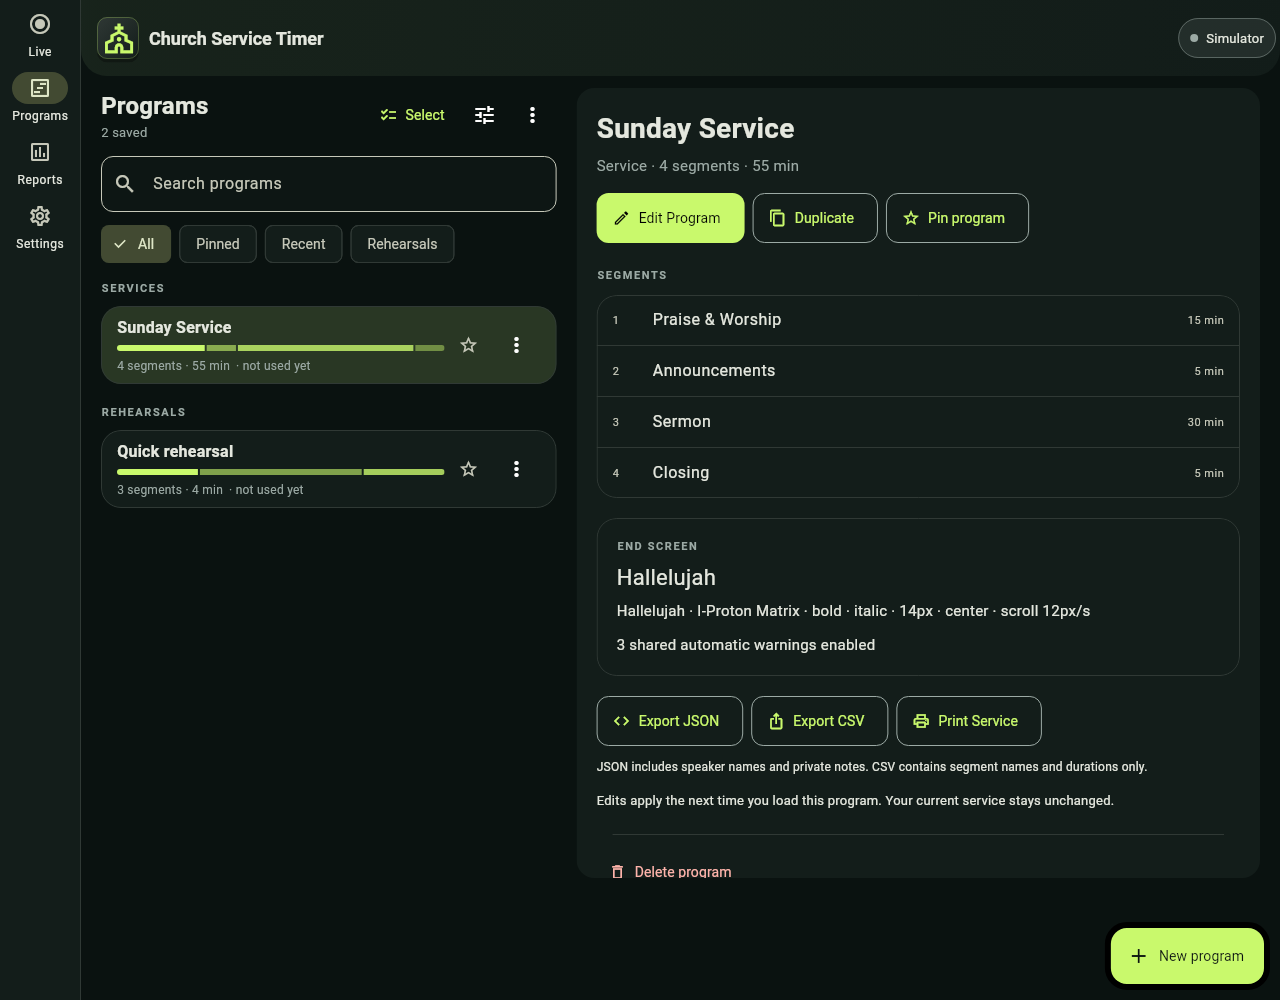 Live
Programs
Reports
Settings
Church Service Timer
Simulator
Programs
2 saved
Select
Search programs
All
Pinned
Recent
Rehearsals
SERVICES
Sunday Service
4 segments · 55 min · not used yet
REHEARSALS
Quick rehearsal
3 segments · 4 min · not used yet
Sunday Service
Service · 4 segments · 55 min
Edit Program
Duplicate
Pin program
SEGMENTS
1 Praise & Worship 15 min
2 Announcements 5 min
3 Sermon 30 min
4 Closing 5 min
END SCREEN
Hallelujah
Hallelujah · I-Proton Matrix · bold · italic · 14px · center · scroll 12px/s
3 shared automatic warnings enabled
Export JSON
Export CSV
Print Service
JSON includes speaker names and private notes. CSV contains segment names and durations only.
Edits apply the next time you load this program. Your current service stays unchanged.
Delete program
New program